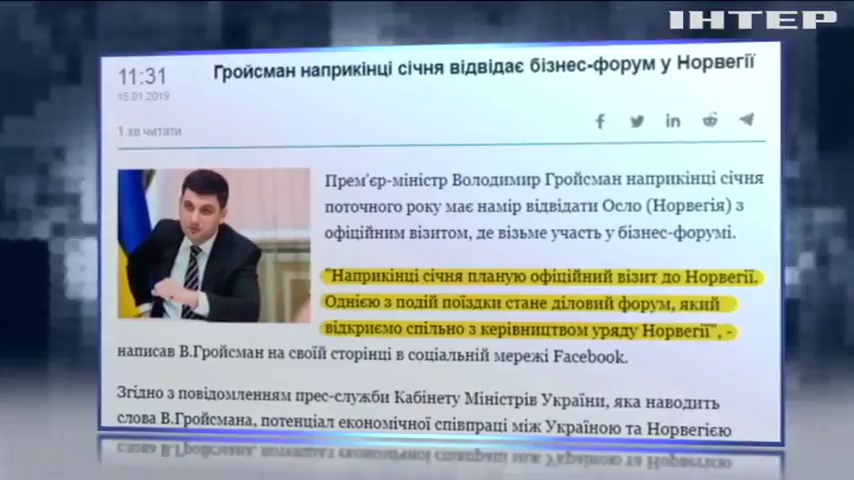 ІНТЕР
11:31
15.01.2019
Гройсман наприкінці січня відвідає бізнес-форум у Норвегії
1 хв читати
Прем'єр-міністр Володимир Гройсман наприкінці січня
поточного року має намір відвідати Осло (Норвегія) з
офіційним візитом, де візьме участь у бізнес-форумі.
"Наприкінці січня планую офіційний візит до Норвегії.
Однією з подій поїздки стане діловий форум, який
відкриємо спільно з керівництвом уряду Норвегії", -
написав В.Гройсман на своїй сторінці в соціальній мережі Facebook.
Згідно з повідомленням прес-служби Кабінету Міністрів України, яка наводить
слова В.Гройсмана, потенціал економічної співпраці між Україною та Норвегією